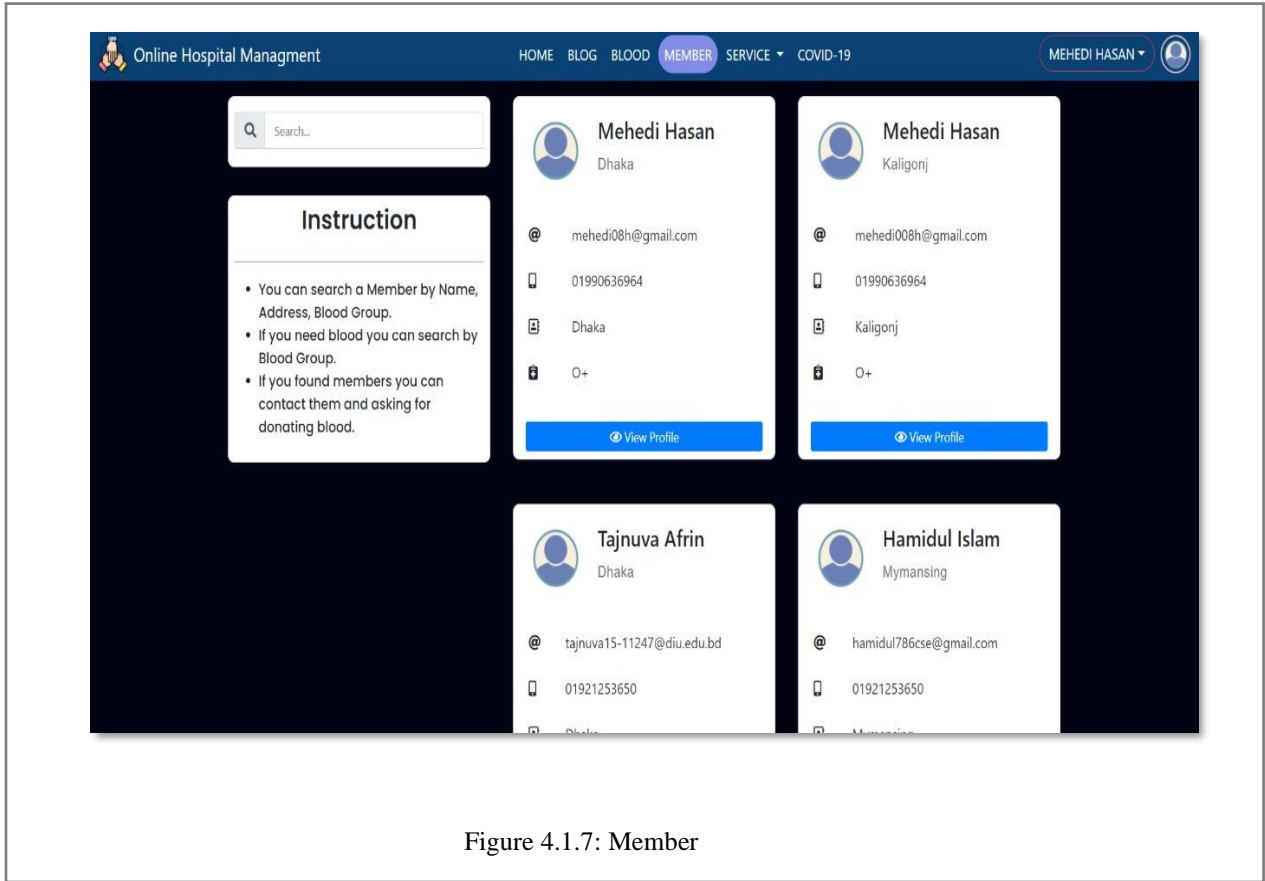 Online Hospital Managment
HOME BLOG BLOOD MEMBER SERVICE COVID-19
MEHEDI HASAN
Search...
Instruction
• You can search a Member by Name,
Address, Blood Group.
• If you need blood you can search by
Blood Group.
• If you found members you can
contact them and asking for
donating blood.
Mehedi Hasan
Dhaka
@ mehedi08h@gmail.com
01990636964
Dhaka
O+
View Profile
Mehedi Hasan
Kaligonj
@ mehedi008h@gmail.com
01990636964
Kaligonj
O+
View Profile
Tajnuva Afrin
Dhaka
@ tajnuva15-11247@diu.edu.bd
01921253650
Dhaka
Hamidul Islam
Mymansing
@ hamidul786cse@gmail.com
01921253650
Mymansing
Figure 4.1.7: Member